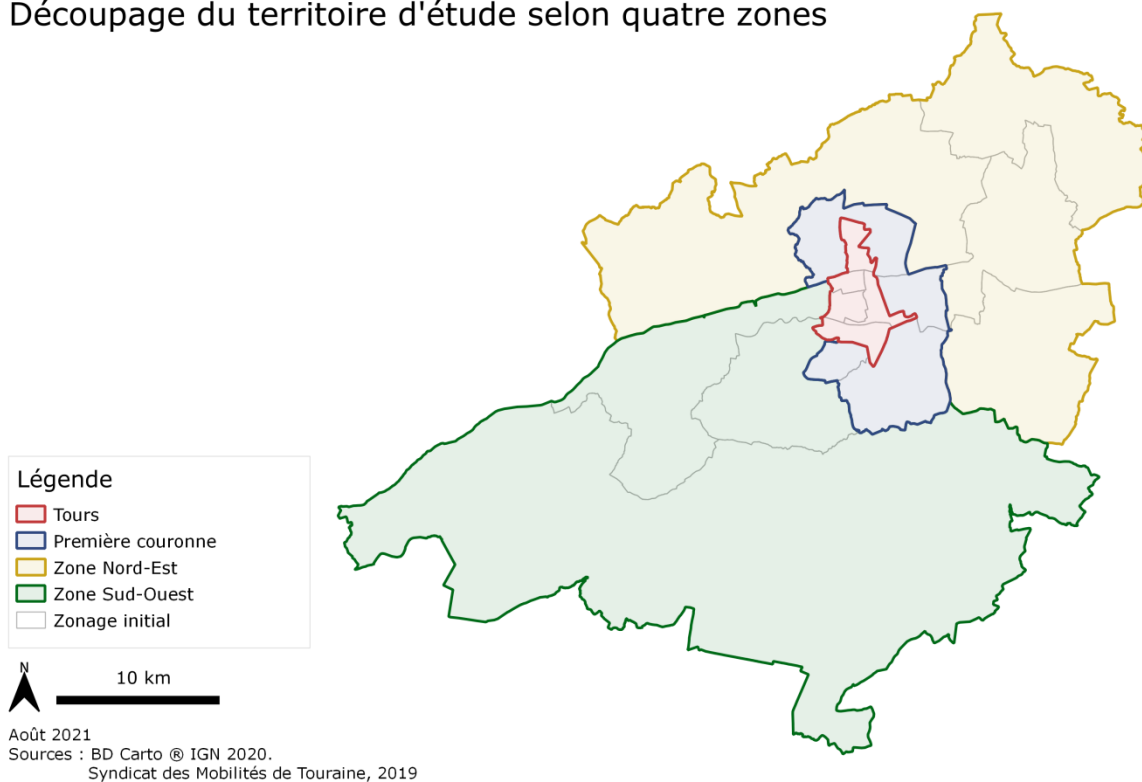 Découpage du territoire d'étude selon quatre zones
Légende
Tours
Première couronne
Zone Nord-Est
Zone Sud-Ouest
Zonage initial
N
10 km
Août 2021
Sources : BD Carto ® IGN 2020.
Syndicat des Mobilités de Touraine, 2019